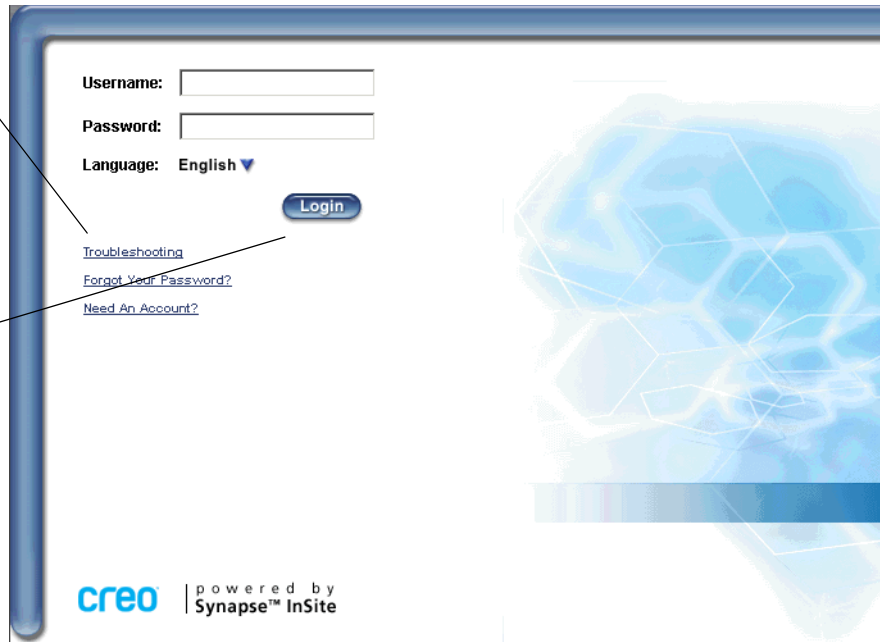 Username:
Password:
Language: English
Login
Troubleshooting
Forgot Your Password?
Need An Account?
creo
powered by
Synapse™ InSite